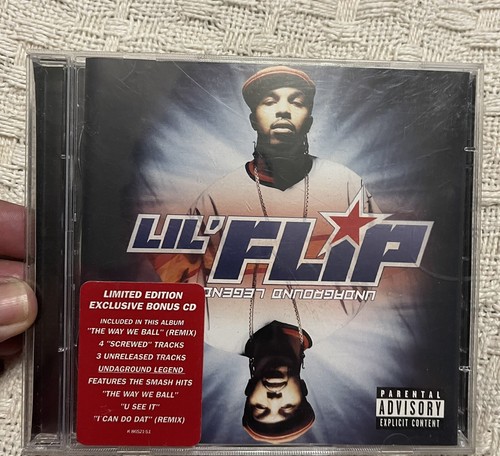 LIL' FLIP
UNDAGROUND LEGEND
LIMITED EDITION
EXCLUSIVE BONUS CD
INCLUDED IN THIS ALBUM
"THE WAY WE BALL" (REMIX)
4 "SCREWED" TRACKS
3 UNRELEASED TRACKS
UNDAGROUND LEGEND
FEATURES THE SMASH HITS
"THE WAY WE BALL"
"U SEE IT"
"I CAN DO DAT" (REMIX)
PARENTAL
ADVISORY
EXPLICIT CONTENT